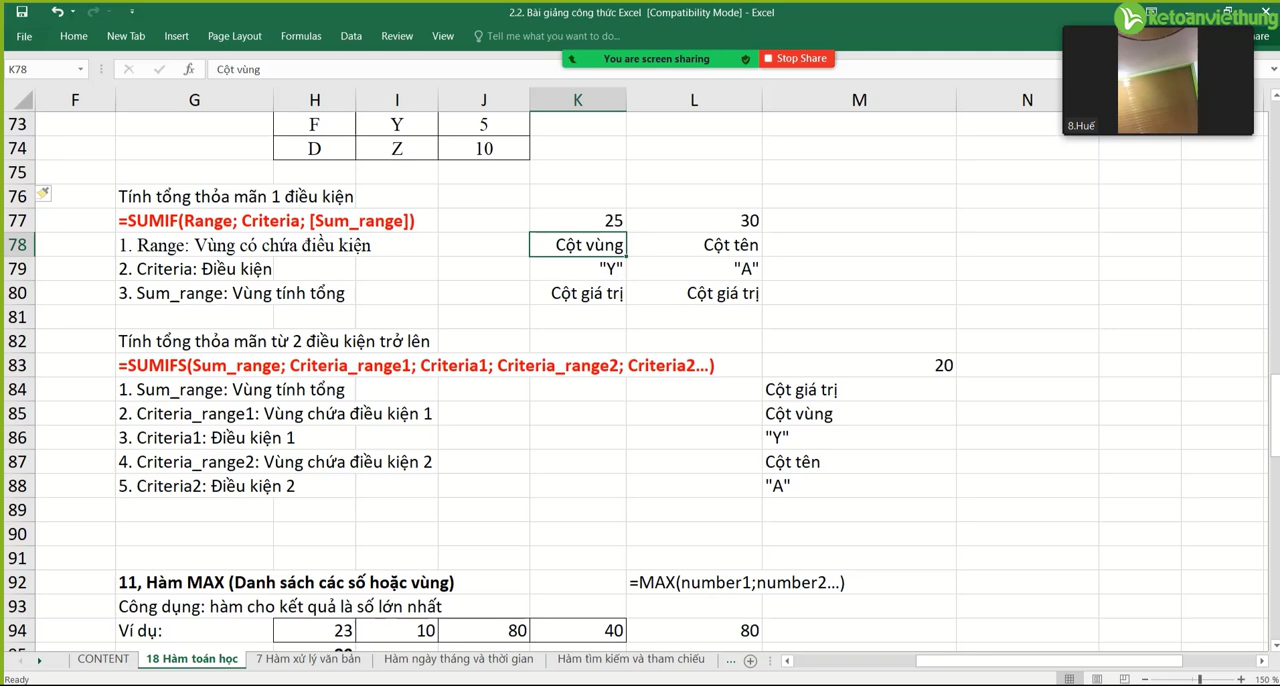 2.2. Bài giảng công thức Excel [Compatibility Mode] - Excel
ketoanviethung
File Home New Tab Insert Page Layout Formulas Data Review View Tell me what you want to do...
You are screen sharing Stop Share
K78 fx Cột vùng
8.Huế
F G H I J K L M N
73 F Y 5
74 D Z 10
75
76 Tính tổng thỏa mãn 1 điều kiện
77 =SUMIF(Range; Criteria; [Sum_range]) 25 30
78 1. Range: Vùng có chứa điều kiện Cột vùng Cột tên
79 2. Criteria: Điều kiện "Y" "A"
80 3. Sum_range: Vùng tính tổng Cột giá trị Cột giá trị
81
82 Tính tổng thỏa mãn từ 2 điều kiện trở lên
83 =SUMIFS(Sum_range; Criteria_range1; Criteria1; Criteria_range2; Criteria2...) 20
84 1. Sum_range: Vùng tính tổng Cột giá trị
85 2. Criteria_range1: Vùng chứa điều kiện 1 Cột vùng
86 3. Criteria1: Điều kiện 1 "Y"
87 4. Criteria_range2: Vùng chứa điều kiện 2 Cột tên
88 5. Criteria2: Điều kiện 2 "A"
89
90
91
92 11, Hàm MAX (Danh sách các số hoặc vùng) =MAX(number1;number2...)
93 Công dụng: hàm cho kết quả là số lớn nhất
94 Ví dụ: 23 10 80 40 80
CONTENT 18 Hàm toán học 7 Hàm xử lý văn bản Hàm ngày tháng và thời gian Hàm tìm kiếm và tham chiếu ...
Ready 150 %